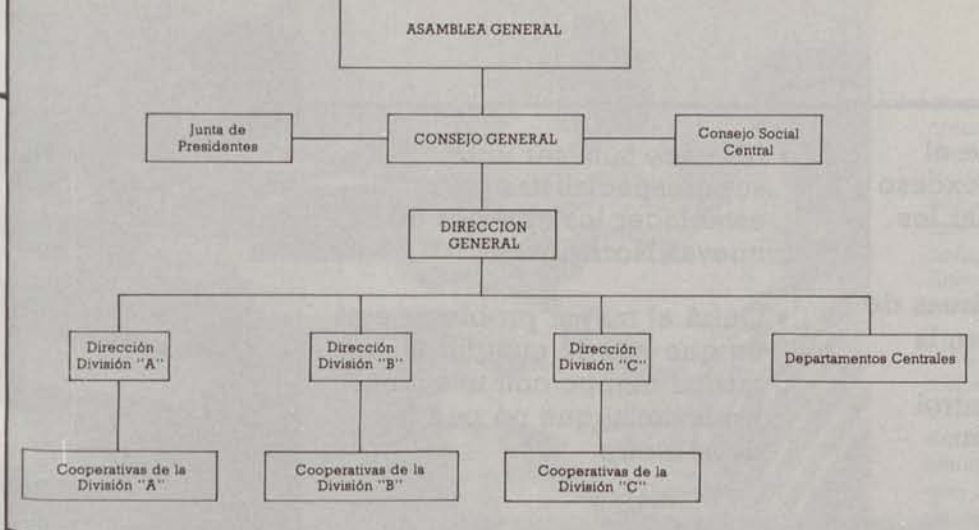 ASAMBLEA GENERAL
Junta de
Presidentes
CONSEJO GENERAL
Consejo Social
Central
DIRECCION
GENERAL
Dirección
División "A"
Dirección
División "B"
Dirección
División "C"
Departamentos Centrales
Cooperativas de la
División "A"
Cooperativas de la
División "B"
Cooperativas de la
División "C"